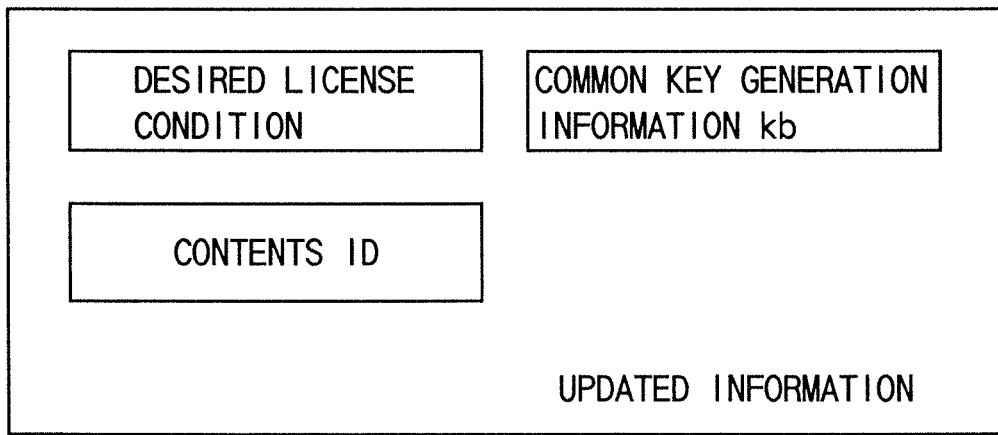 DESIRED LICENSE
CONDITION
COMMON KEY GENERATION
INFORMATION kb
CONTENTS ID
UPDATED INFORMATION